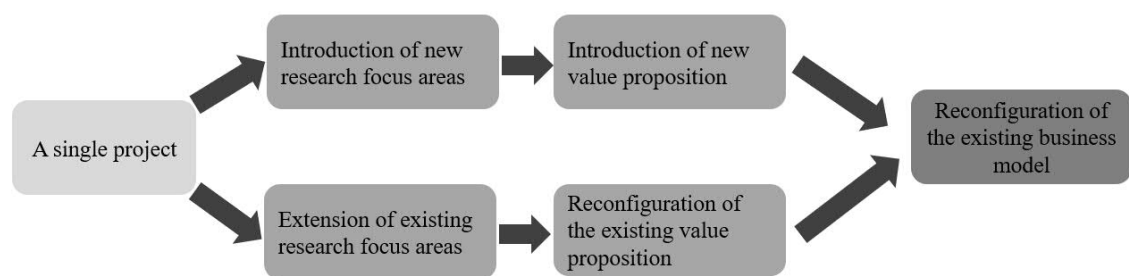 A single project
Introduction of new
research focus areas
Introduction of new
value proposition
Extension of existing
research focus areas
Reconfiguration of
the existing value
proposition
Reconfiguration of
the existing business
model